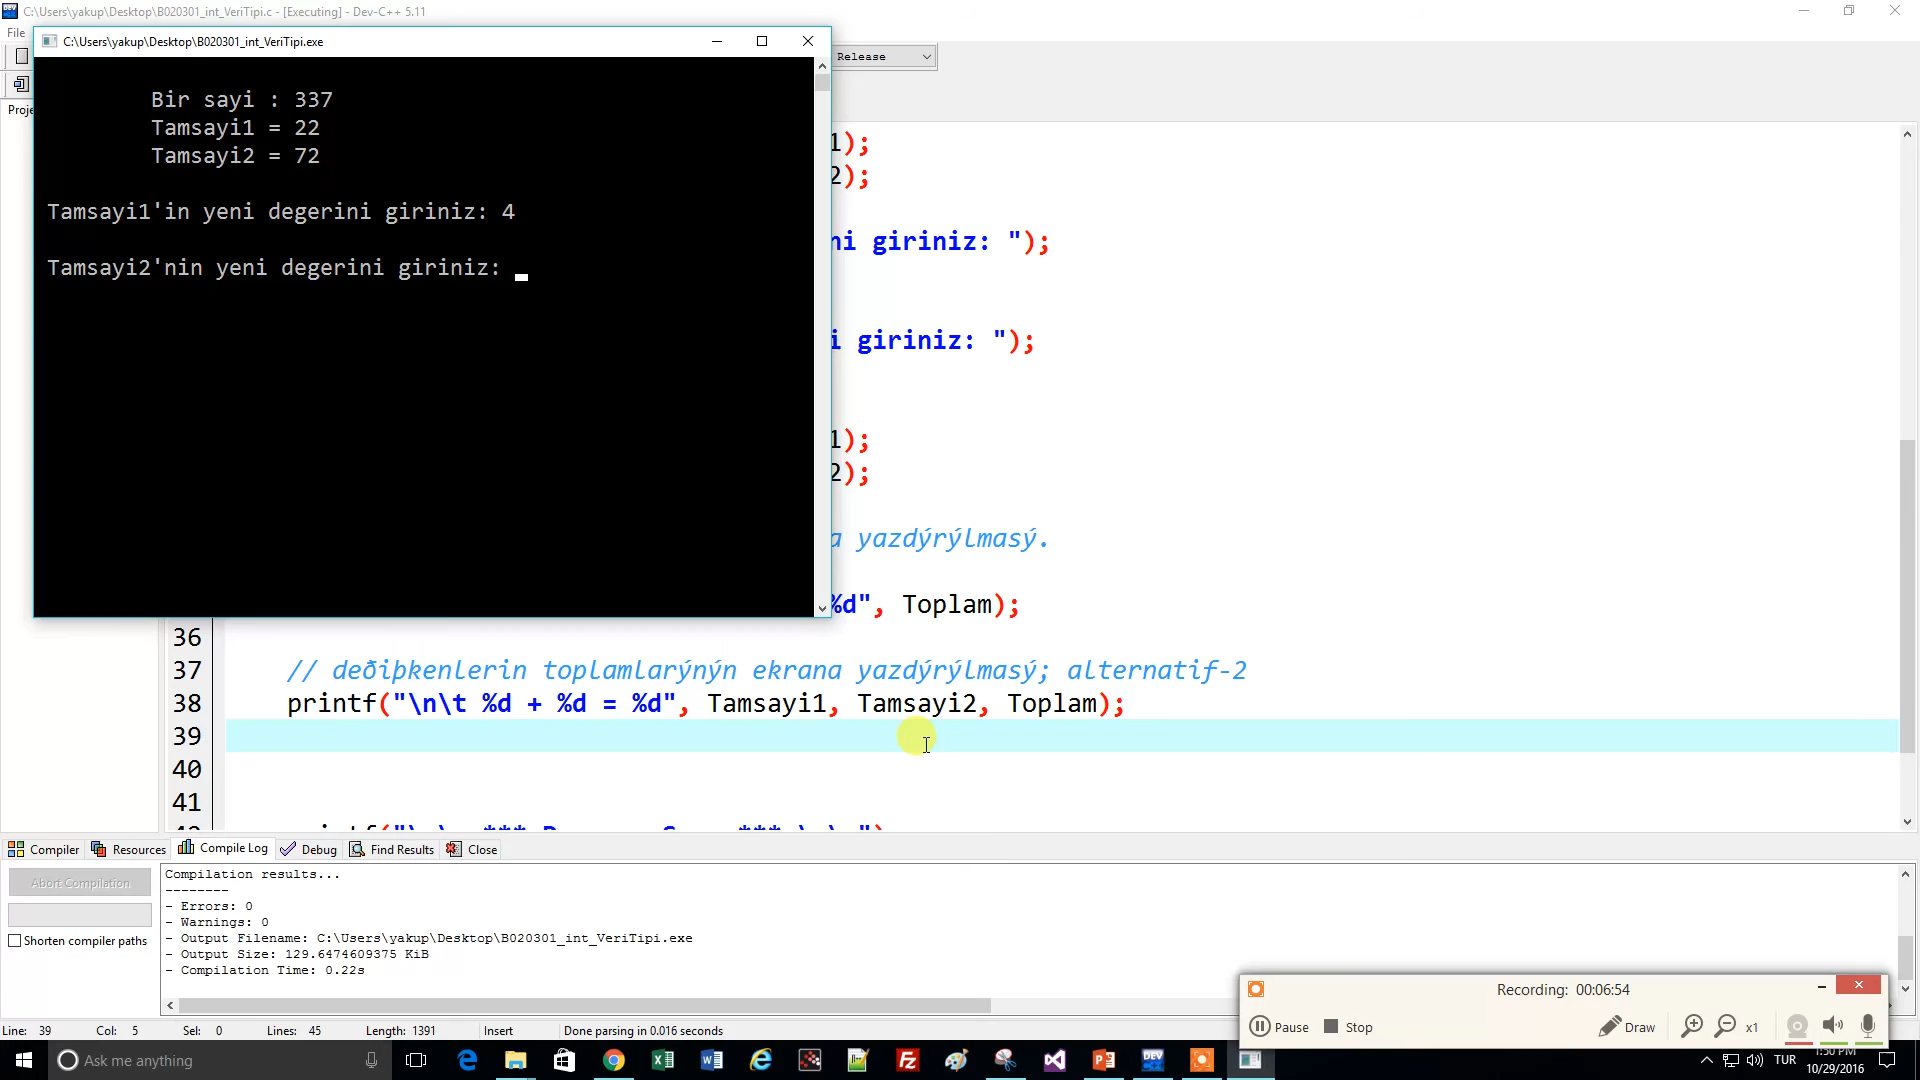 C:\Users\yakup\Desktop\B020301_int_VeriTipi.c - [Executing] - Dev-C++ 5.11
File
C:\Users\yakup\Desktop\B020301_int_VeriTipi.exe
Release
Proje
Bir sayi : 337
Tamsayi1 = 22
Tamsayi2 = 72
Tamsayi1'in yeni degerini giriniz: 4
Tamsayi2'nin yeni degerini giriniz:
1);
2);
ni giriniz: ");
i giriniz: ");
1);
2);
a yazdýrýlmasý.
%d", Toplam);
36
37 // deðiþkenlerin toplamlarýnýn ekrana yazdýrýlmasý; alternatif-2
38 printf("\n\t %d + %d = %d", Tamsayi1, Tamsayi2, Toplam);
39
40
41
Compiler Resources Compile Log Debug Find Results Close
Abort Compilation
Shorten compiler paths
Compilation results...
--------
- Errors: 0
- Warnings: 0
- Output Filename: C:\Users\yakup\Desktop\B020301_int_VeriTipi.exe
- Output Size: 129.6474609375 KiB
- Compilation Time: 0.22s
Recording: 00:06:54
Pause Stop Draw x1
Line: 39 Col: 5 Sel: 0 Lines: 45 Length: 1391 Insert Done parsing in 0.016 seconds
Ask me anything
TUR
1:50 PM
10/29/2016